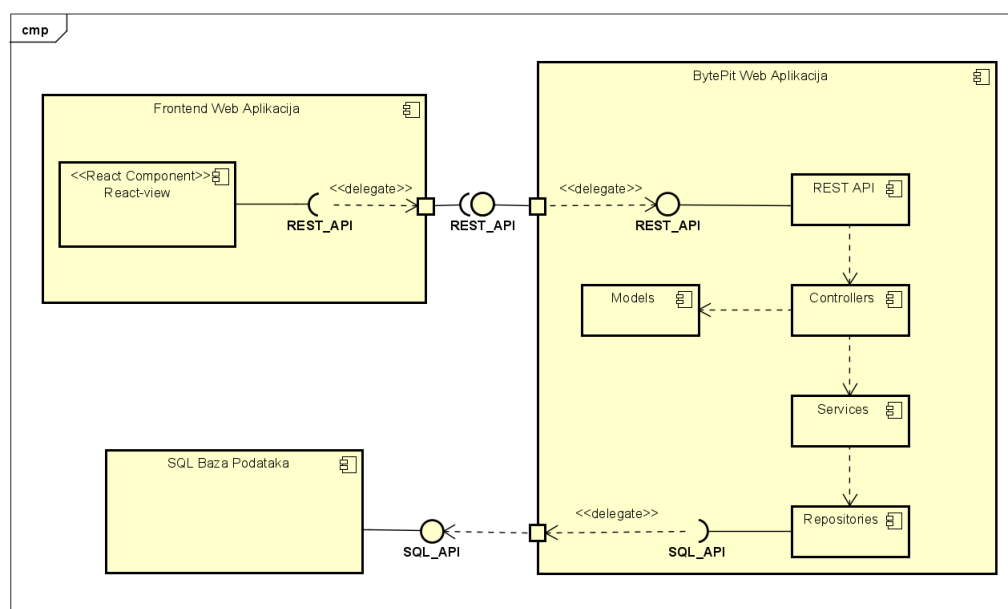 cmp
BytePit Web Aplikacija
Frontend Web Aplikacija
<<React Component>>
React-view
<<delegate>>
REST_API
REST_API
<<delegate>>
REST_API
REST API
Models
Controllers
Services
SQL Baza Podataka
SQL_API
<<delegate>>
SQL_API
Repositories